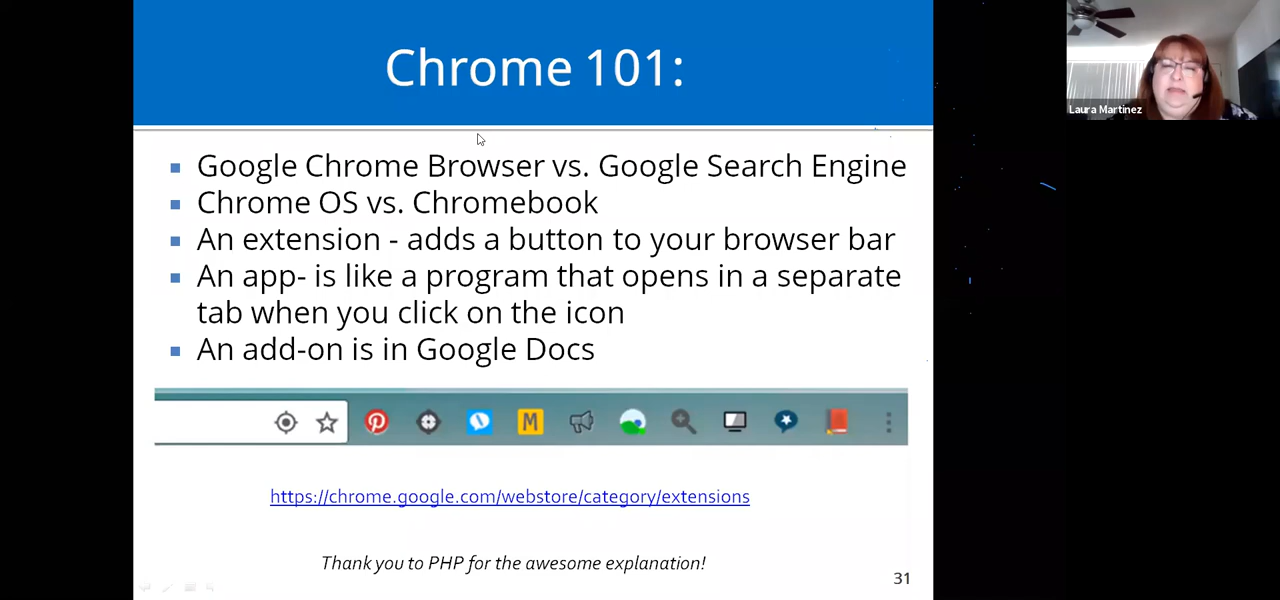 Chrome 101:
Laura Martinez
Google Chrome Browser vs. Google Search Engine
Chrome OS vs. Chromebook
An extension - adds a button to your browser bar
An app- is like a program that opens in a separate
tab when you click on the icon
An add-on is in Google Docs
M
https://chrome.google.com/webstore/category/extensions
Thank you to PHP for the awesome explanation!
31